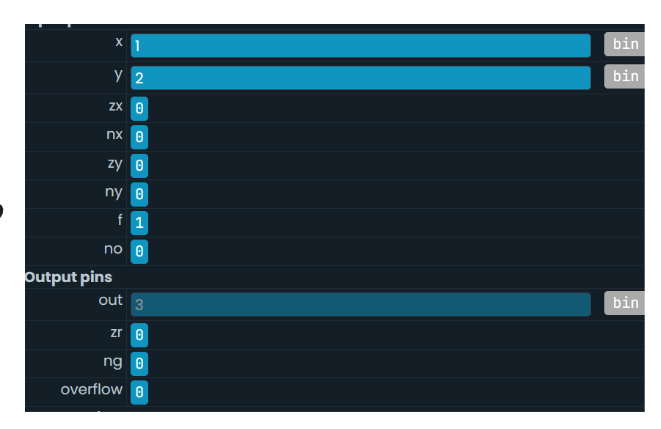 x 1 bin
y 2 bin
zx 0
nx 0
zy 0
ny 0
f 1
no 0
Output pins
out 3 bin
zr 0
ng 0
overflow 0